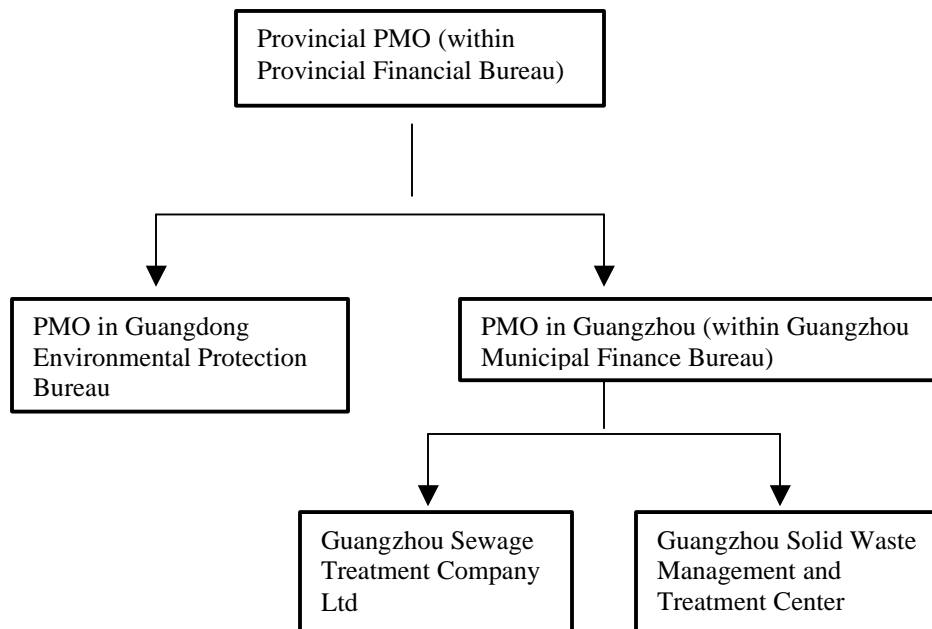 Provincial PMO (within
Provincial Financial Bureau)
PMO in Guangdong
Environmental Protection
Bureau
PMO in Guangzhou (within Guangzhou
Municipal Finance Bureau)
Guangzhou Sewage
Treatment Company
Ltd
Guangzhou Solid Waste
Management and
Treatment Center